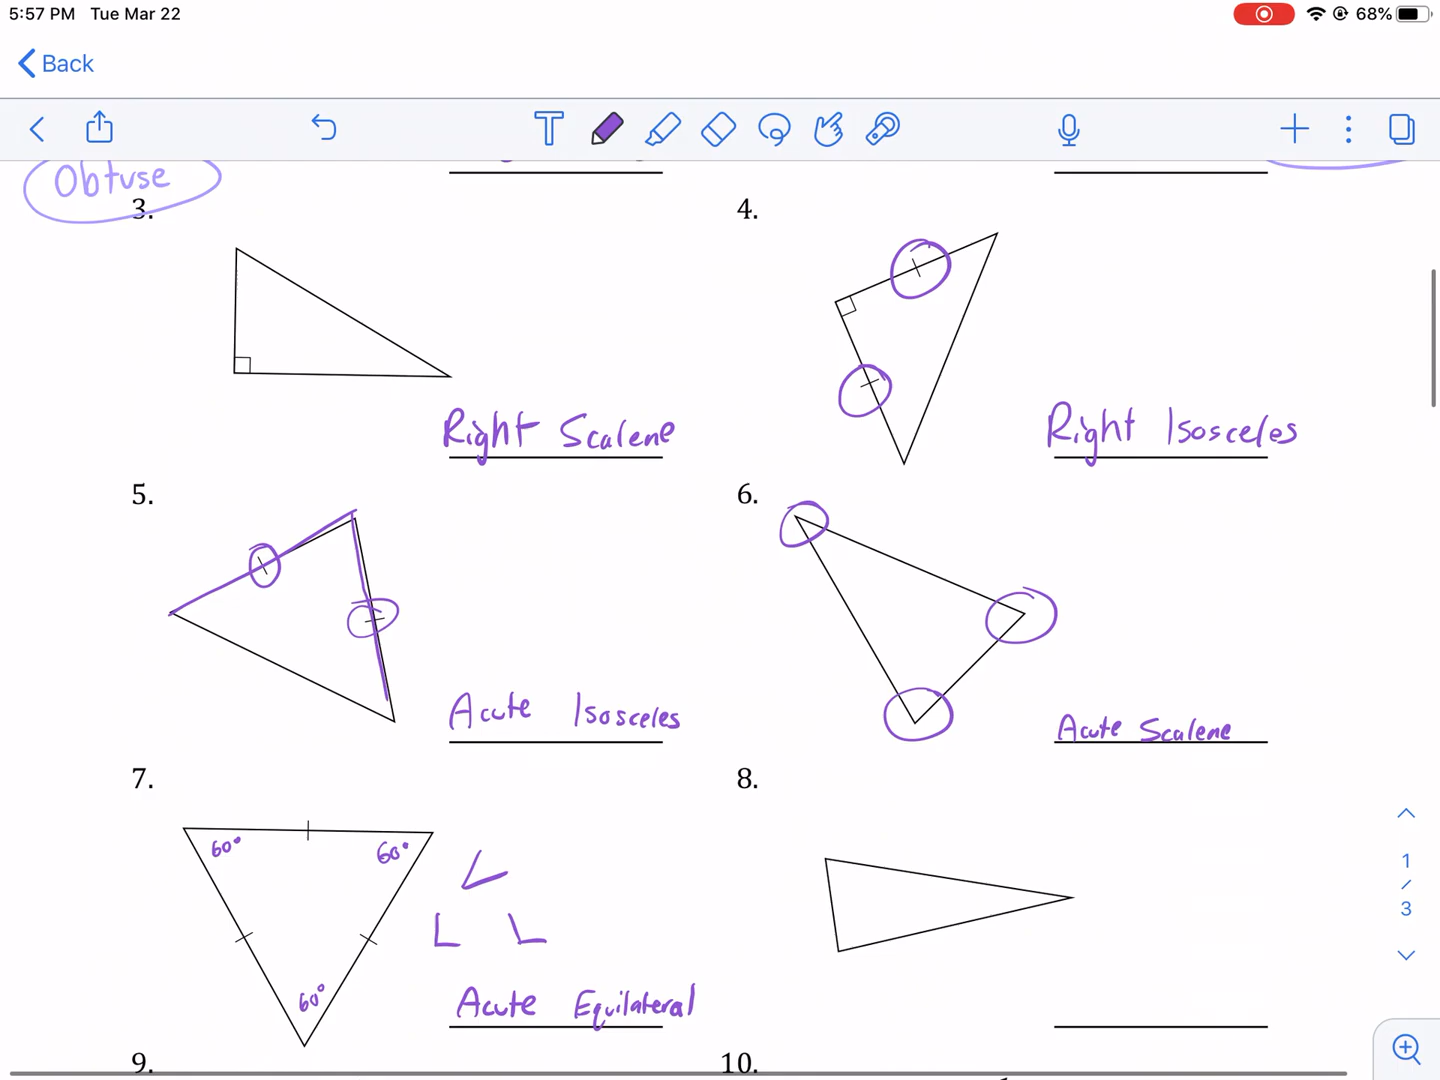 5:57 PM Tue Mar 22
68%
Back
T
Obtuse
3.
4.
Right Scalene
Right Isosceles
5.
6.
Acute Isosceles
Acute Scalene
7.
8.
60°
60°
60°
Acute Equilateral
1
/
3
9.
10.